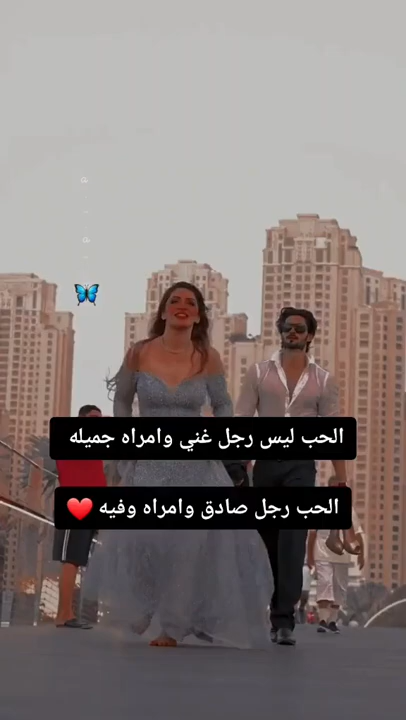 الحب ليس رجل غني وامراه جميله
الحب رجل صادق وامراه وفيه ❤️